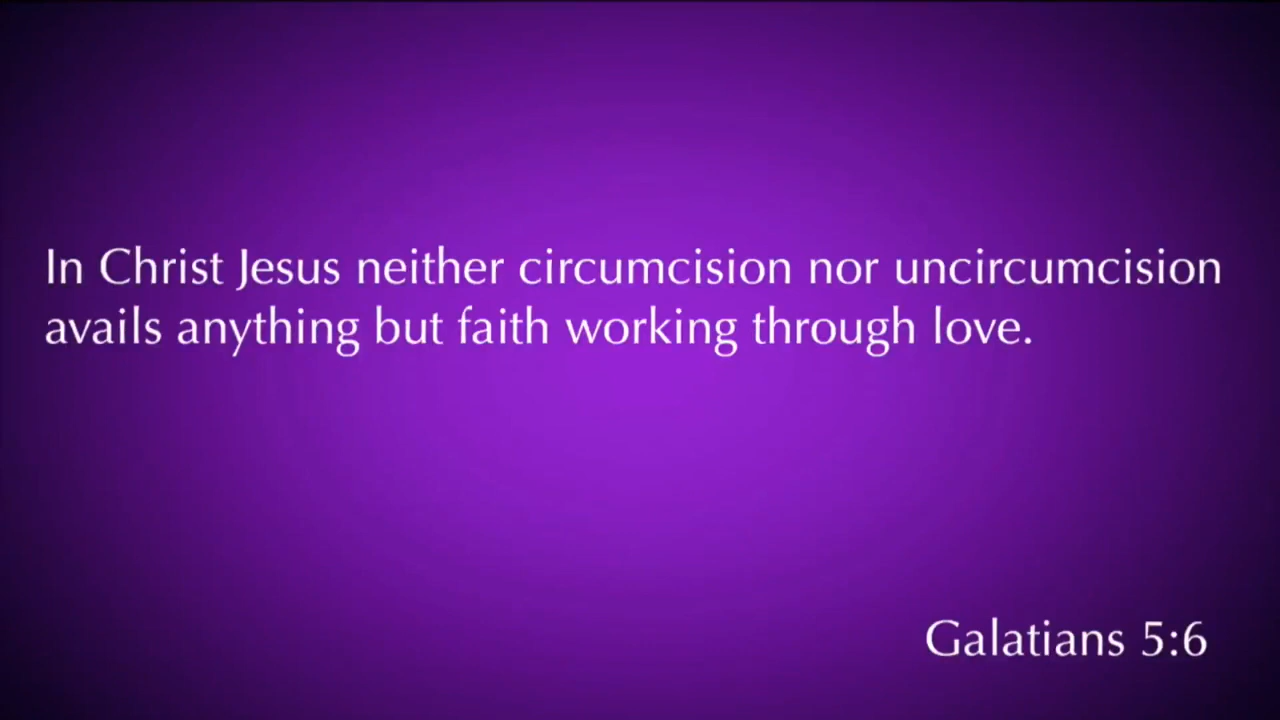 In Christ Jesus neither circumcision nor uncircumcision
avails anything but faith working through love.
Galatians 5:6